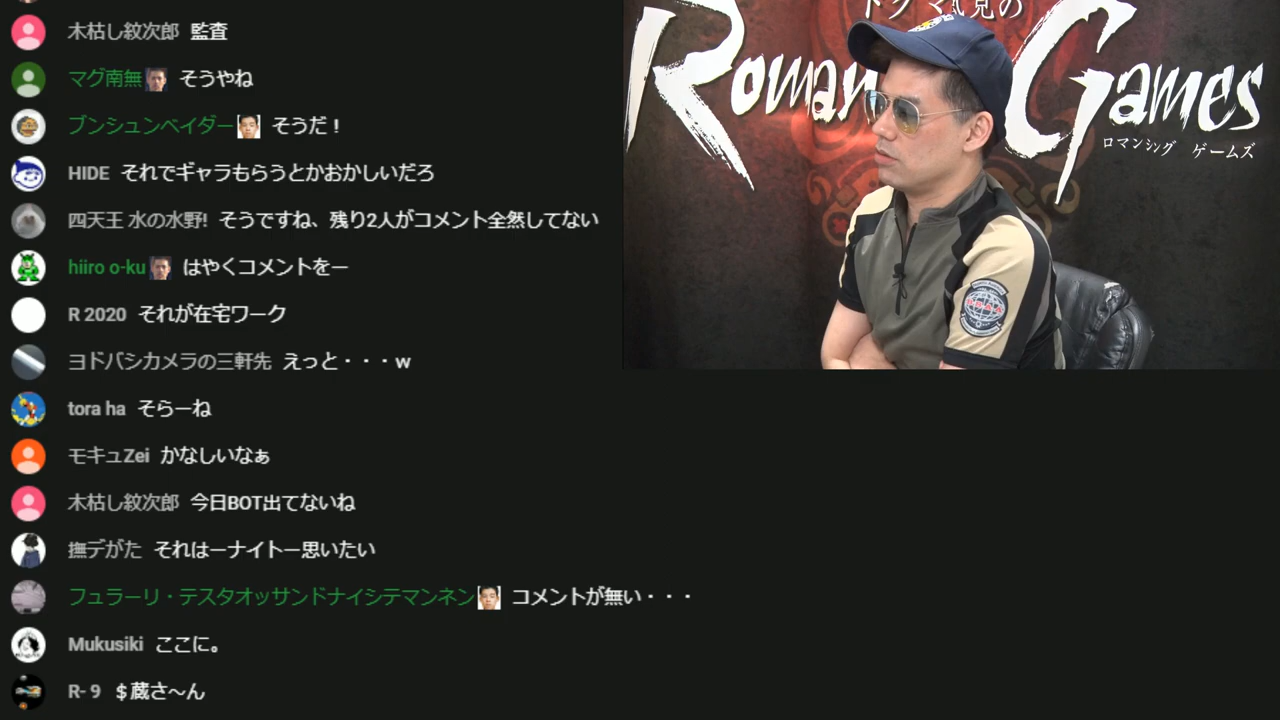 木枯し紋次郎 監査
マグ南無 そうやね
ブンシュンベイダー そうだ！
HIDE それでギャラもらうとかおかしいだろ
四天王 水の水野! そうですね、残り2人がコメント全然してない
hiiro o-ku はやくコメントをー
R 2020 それが在宅ワーク
ヨドバシカメラの三軒先 えっと・・・w
tora ha そらーね
モキュZei かなしいなぁ
木枯し紋次郎 今日BOT出てないね
撫デがた それはーナイトー思いたい
フュラーリ・テスタオッサンドナイシテマンネン コメントが無い・・・
Mukusiki ここに。
R- 9 ＄蔵さ～ん
Games
ロマンシング ゲームズ